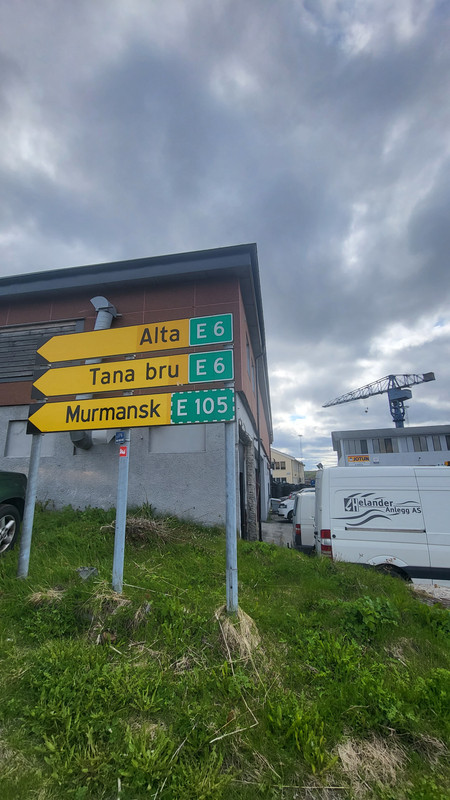 Alta E 6
Tana bru E 6
Murmansk E 105
JOTUN
Helander
Anlegg AS